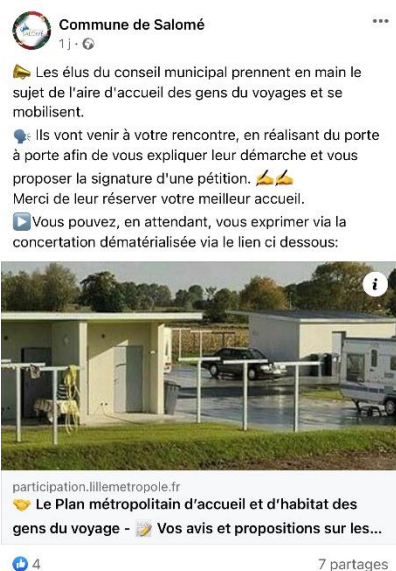 Commune de Salomé
1 j ·
Les élus du conseil municipal prennent en main le
sujet de l'aire d'accueil des gens du voyages et se
mobilisent.
Ils vont venir à votre rencontre, en réalisant du porte
à porte afin de vous expliquer leur démarche et vous
proposer la signature d'une pétition.
Merci de leur réserver votre meilleur accueil.
Vous pouvez, en attendant, vous exprimer via la
concertation dématérialisée via le lien ci dessous:
participation.lillemetropole.fr
Le Plan métropolitain d'accueil et d'habitat des
gens du voyage - Vos avis et propositions sur les...
4
7 partages